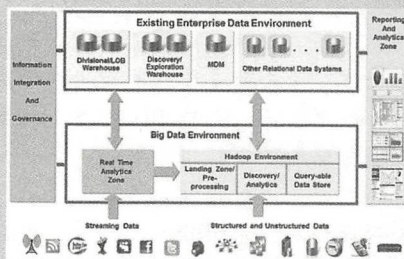 Existing Enterprise Data Environment
Reporting
And
Analytical
Zone
Information
Integration
And
Governance
Divisional/LOB
Warehouse
Discovery/
Exploration
Warehouse
MDM
Other Relational Data Systems
Big Data Environment
Real Time
Analytics
Zone
Hadoop Environment
Landing Zone/
Pre-
processing
Discovery/
Analytics
Query-able
Data Store
Streaming Data
Structured and Unstructured Data